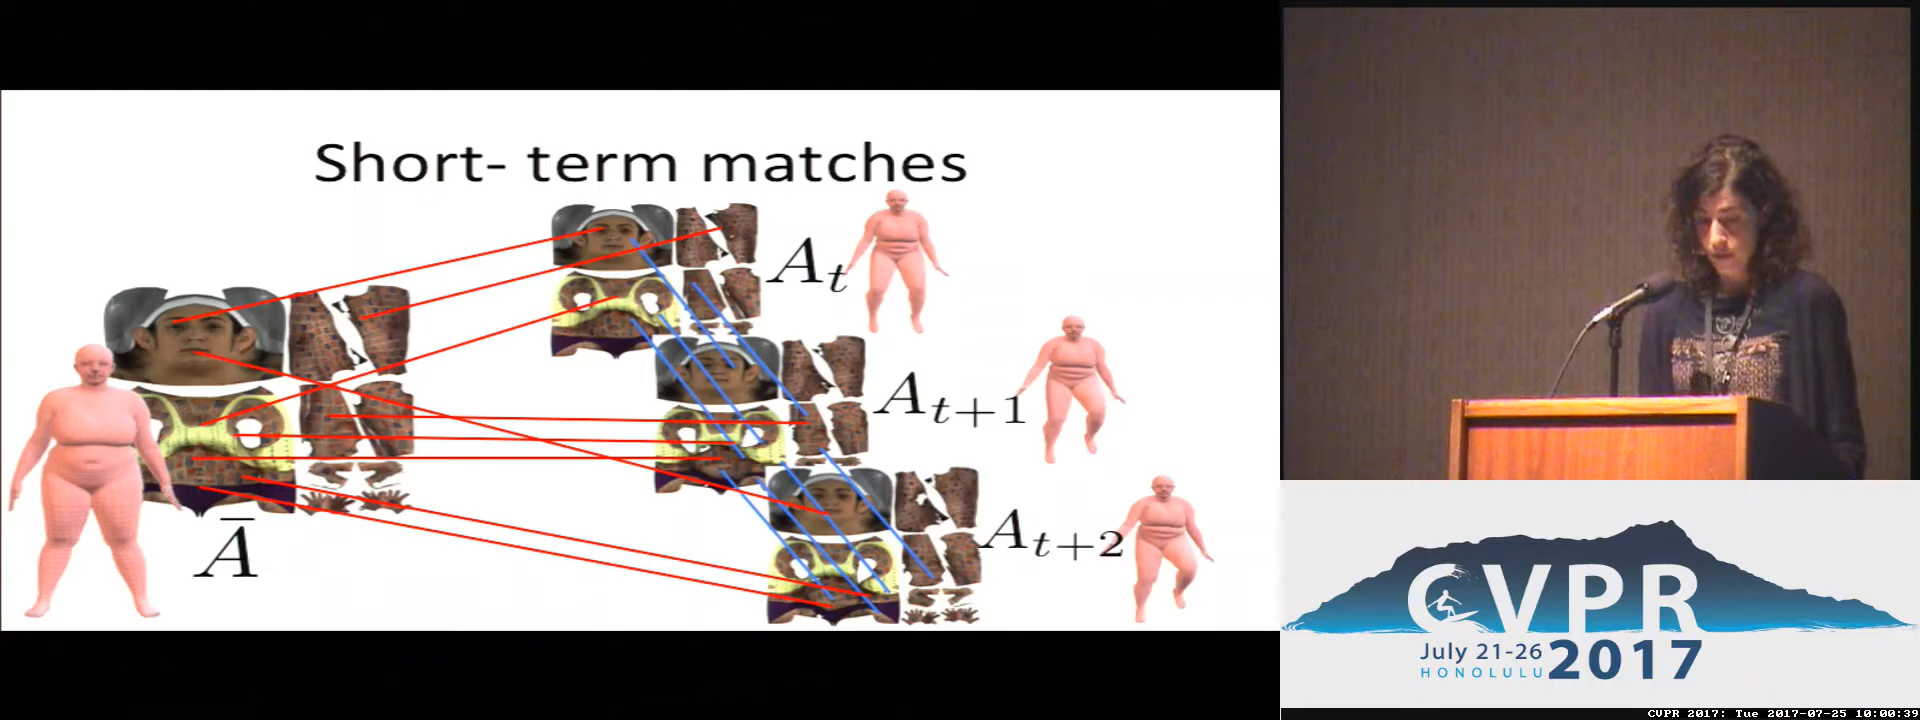 Short- term matches
A_t
A_{t+1}
A_{t+2}
Ā
CVPR
July 21-26
HONOLULU
2017
CVPR 2017: Tue 2017-07-25 10:00:39